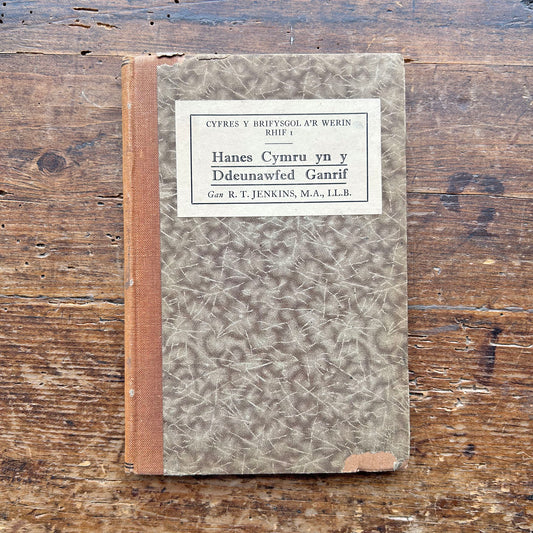 CYFRES Y BRIFYSGOL A'R WERIN
RHIF 1
Hanes Cymru yn y
Ddeunawfed Ganrif
Gan R. T. JENKINS, M.A., LL.B.